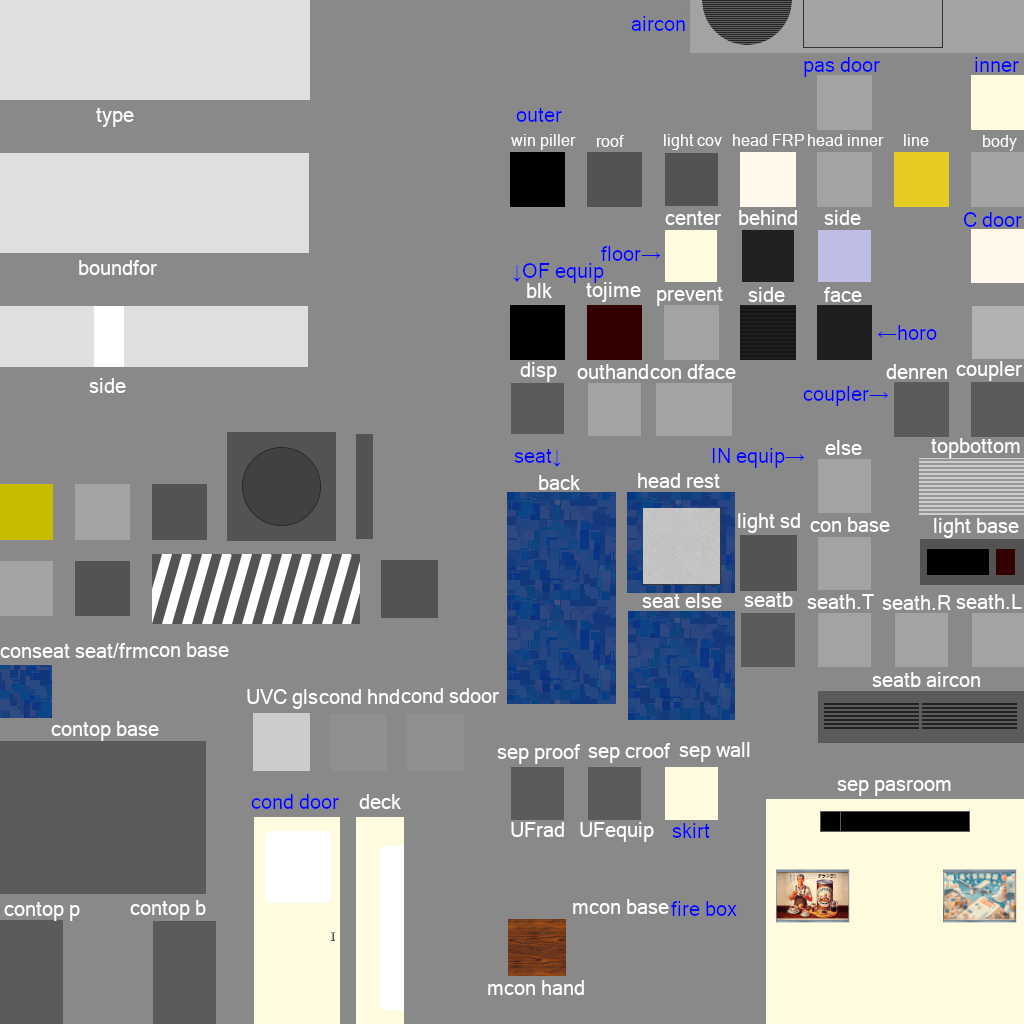 aircon
pas door
inner
type
outer
win piller
roof
light cov
head FRP
head inner
line
body
center
behind
side
C door
boundfor
floor→
↓OF equip
blk
tojime
prevent
side
face
←horo
side
disp
outhand
con dface
denren
coupler
coupler→
seat↓
IN equip→
else
topbottom
back
head rest
light sd
con base
light base
seat else
seatb
seath.T
seath.R
seath.L
conseat seat/frm
con base
seatb aircon
UVC gls
cond hnd
cond sdoor
contop base
sep proof
sep croof
sep wall
sep pasroom
cond door
deck
UFrad
UFequip
skirt
contop p
contop b
mcon base
fire box
mcon hand